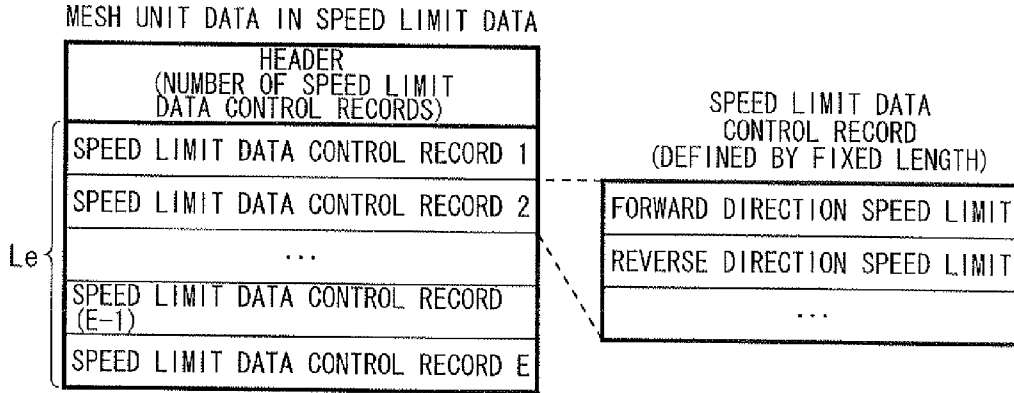 MESH UNIT DATA IN SPEED LIMIT DATA
HEADER
(NUMBER OF SPEED LIMIT
DATA CONTROL RECORDS)
SPEED LIMIT DATA CONTROL RECORD 1
SPEED LIMIT DATA CONTROL RECORD 2
...
SPEED LIMIT DATA CONTROL RECORD
(E-1)
SPEED LIMIT DATA CONTROL RECORD E
Le
SPEED LIMIT DATA
CONTROL RECORD
(DEFINED BY FIXED LENGTH)
FORWARD DIRECTION SPEED LIMIT
REVERSE DIRECTION SPEED LIMIT
...